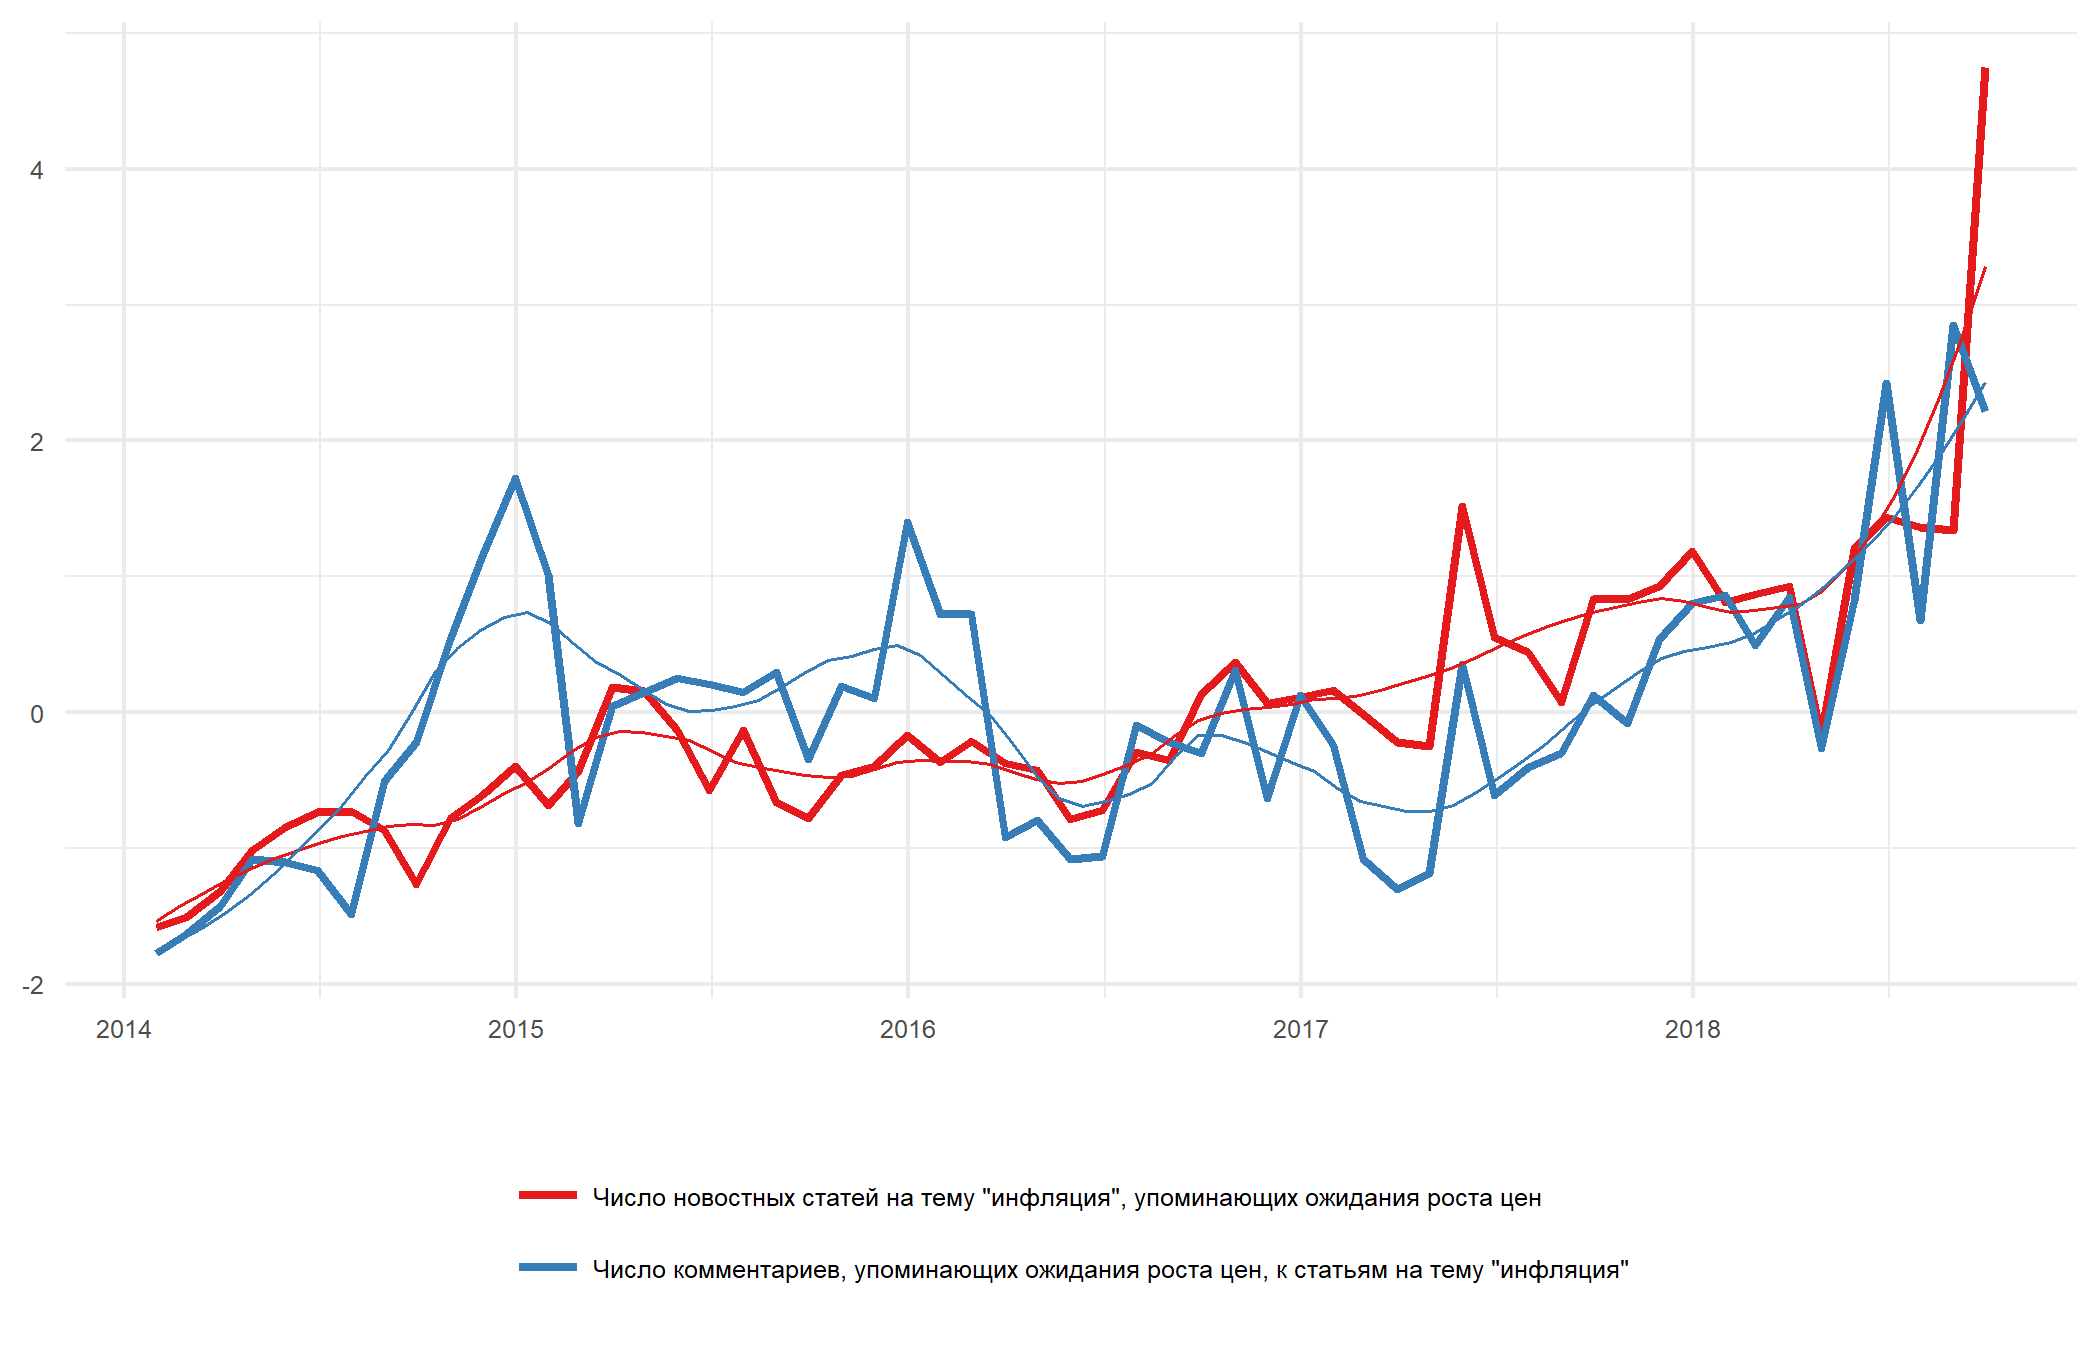 4
2
0
-2
2014 2015 2016 2017 2018
Число новостных статей на тему "инфляция", упоминающих ожидания роста цен
Число комментариев, упоминающих ожидания роста цен, к статьям на тему "инфляция"